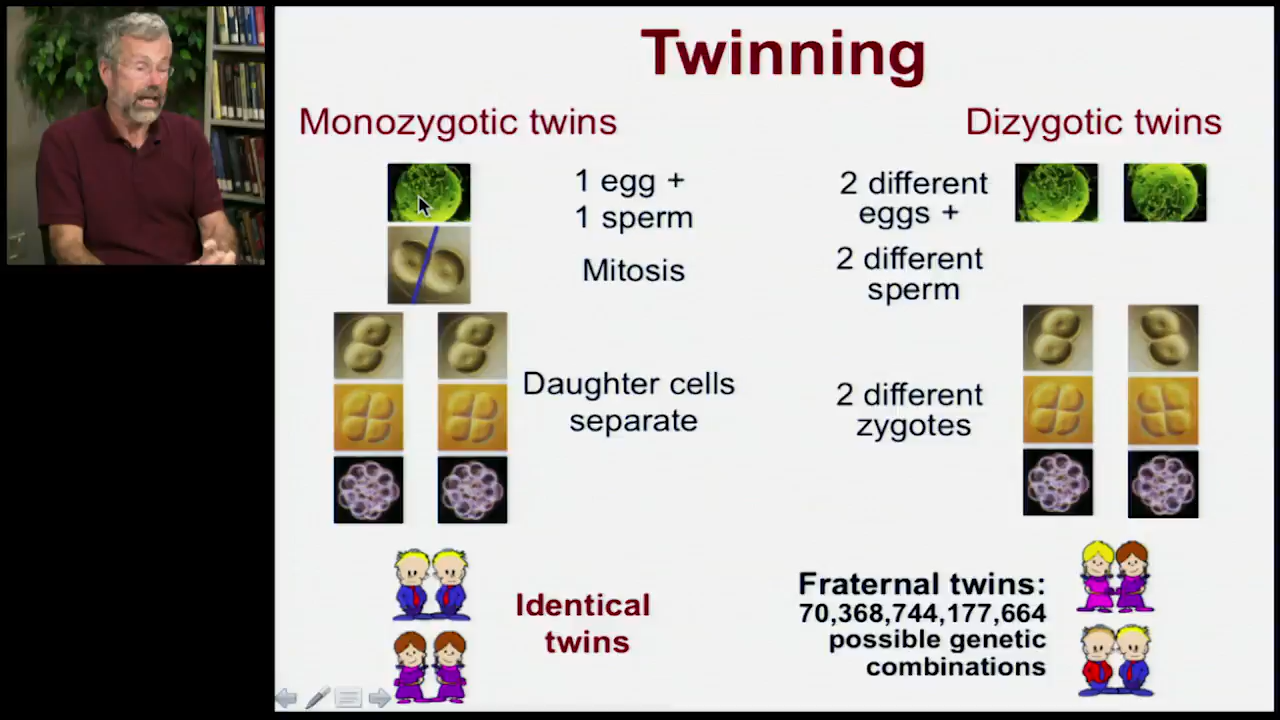 Twinning
Monozygotic twins
1 egg +
1 sperm
Mitosis
Daughter cells
separate
Identical
twins
Dizygotic twins
2 different
eggs +
2 different
sperm
2 different
zygotes
Fraternal twins:
70,368,744,177,664
possible genetic
combinations